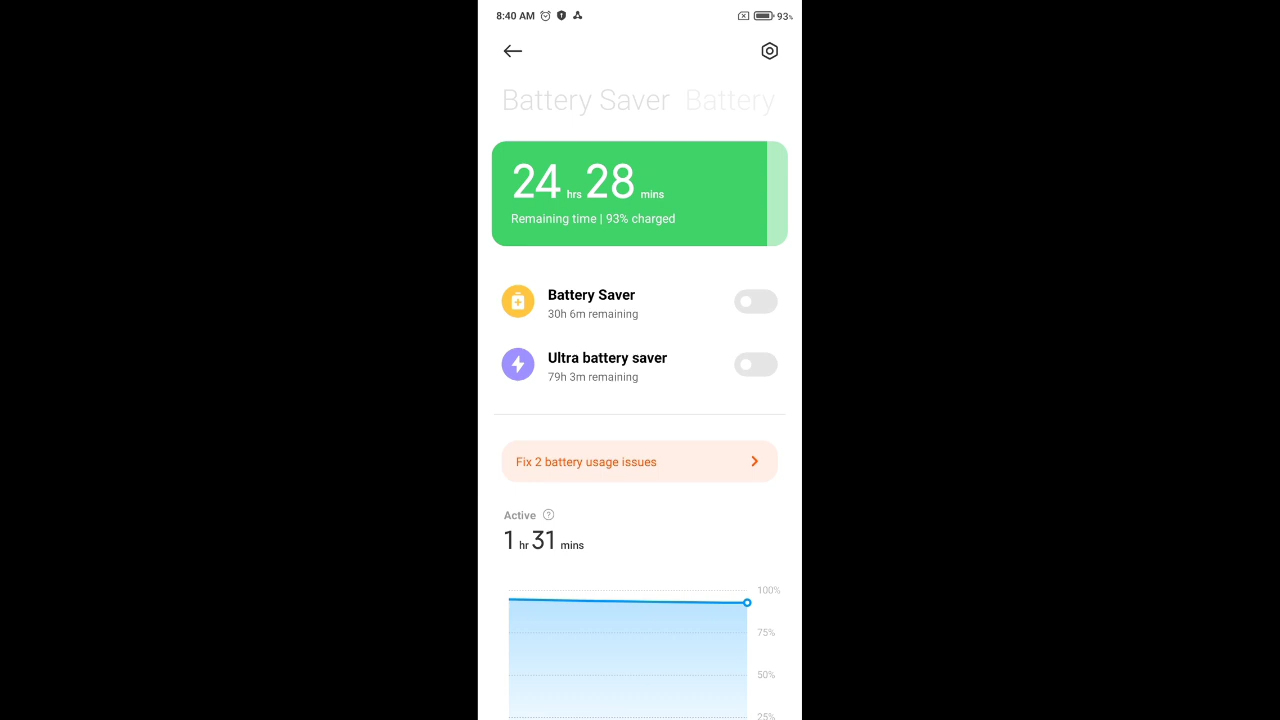 8:40 AM 93%
Battery Saver Battery
24 hrs 28 mins
Remaining time | 93% charged
Battery Saver
30h 6m remaining
Ultra battery saver
79h 3m remaining
Fix 2 battery usage issues
Active ?
1 hr 31 mins
100%
75%
50%
25%